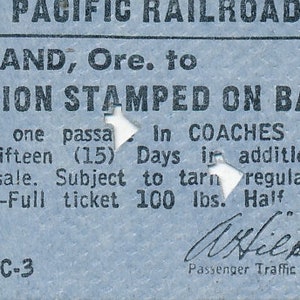 PACIFIC RAILROAD
AND, Ore. to
ION STAMPED ON BA
one passa in COACHES
ifteen (15) Days in additi
sale. Subject to tar regula
-Full ticket 100 lbs. Half
Passenger Traffic
C-3